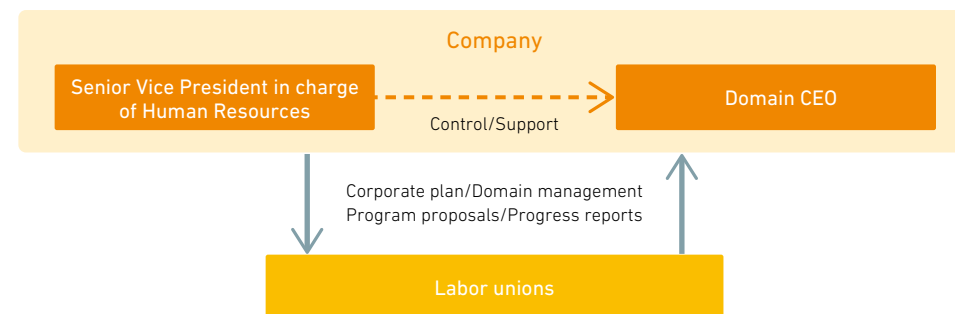 Company
Senior Vice President in charge
of Human Resources
Domain CEO
Control/Support
Corporate plan/Domain management
Program proposals/Progress reports
Labor unions